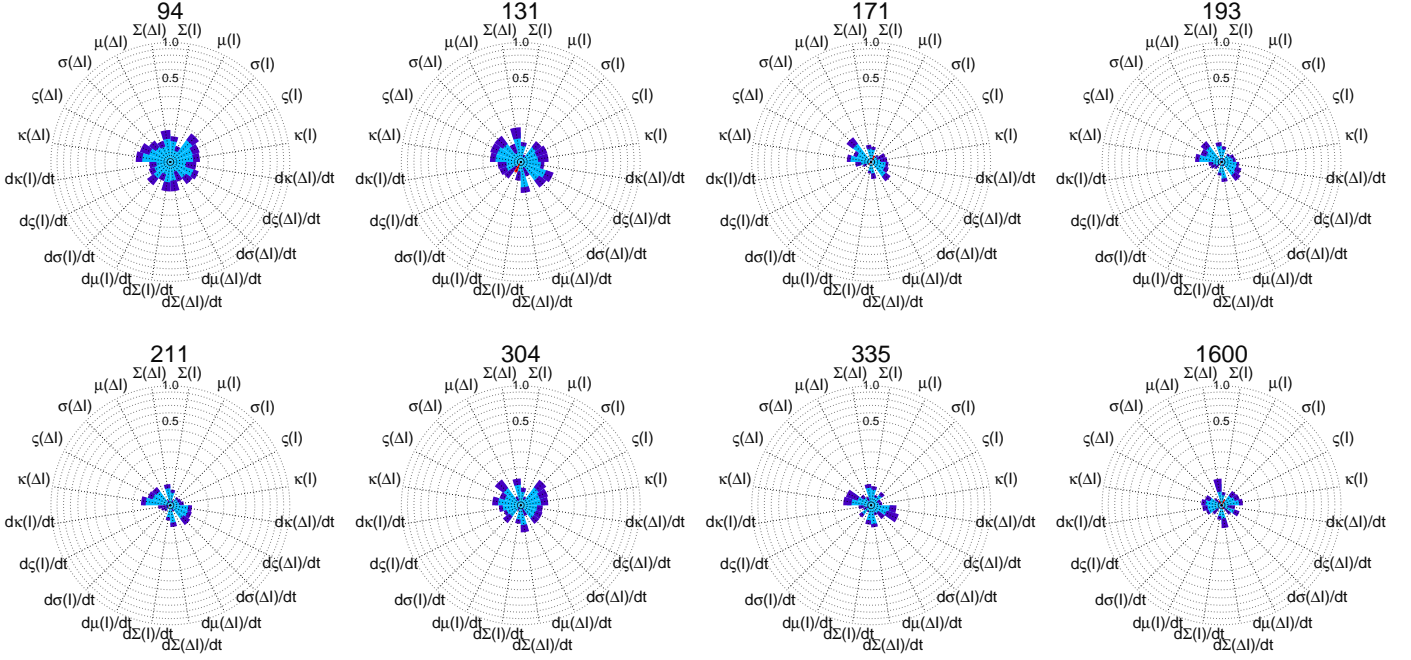 94
Σ(ΔI) Σ(I)
μ(ΔI) μ(I)
1.0
σ(ΔI) σ(I)
0.5
ς(ΔI) ς(I)
κ(ΔI) κ(I)
dκ(I)/dt dκ(ΔI)/dt
dς(I)/dt dς(ΔI)/dt
dσ(I)/dt dσ(ΔI)/dt
dμ(I)/dt dμ(ΔI)/dt
dΣ(I)/dt
dΣ(ΔI)/dt
131
Σ(ΔI) Σ(I)
μ(ΔI) μ(I)
1.0
σ(ΔI) σ(I)
0.5
ς(ΔI) ς(I)
κ(ΔI) κ(I)
dκ(I)/dt dκ(ΔI)/dt
dς(I)/dt dς(ΔI)/dt
dσ(I)/dt dσ(ΔI)/dt
dμ(I)/dt dμ(ΔI)/dt
dΣ(I)/dt
dΣ(ΔI)/dt
171
Σ(ΔI) Σ(I)
μ(ΔI) μ(I)
1.0
σ(ΔI) σ(I)
0.5
ς(ΔI) ς(I)
κ(ΔI) κ(I)
dκ(I)/dt dκ(ΔI)/dt
dς(I)/dt dς(ΔI)/dt
dσ(I)/dt dσ(ΔI)/dt
dμ(I)/dt dμ(ΔI)/dt
dΣ(I)/dt
dΣ(ΔI)/dt
193
Σ(ΔI) Σ(I)
μ(ΔI) μ(I)
1.0
σ(ΔI) σ(I)
0.5
ς(ΔI) ς(I)
κ(ΔI) κ(I)
dκ(I)/dt dκ(ΔI)/dt
dς(I)/dt dς(ΔI)/dt
dσ(I)/dt dσ(ΔI)/dt
dμ(I)/dt dμ(ΔI)/dt
dΣ(I)/dt
dΣ(ΔI)/dt
211
Σ(ΔI) Σ(I)
μ(ΔI) μ(I)
1.0
σ(ΔI) σ(I)
0.5
ς(ΔI) ς(I)
κ(ΔI) κ(I)
dκ(I)/dt dκ(ΔI)/dt
dς(I)/dt dς(ΔI)/dt
dσ(I)/dt dσ(ΔI)/dt
dμ(I)/dt dμ(ΔI)/dt
dΣ(I)/dt
dΣ(ΔI)/dt
304
Σ(ΔI) Σ(I)
μ(ΔI) μ(I)
1.0
σ(ΔI) σ(I)
0.5
ς(ΔI) ς(I)
κ(ΔI) κ(I)
dκ(I)/dt dκ(ΔI)/dt
dς(I)/dt dς(ΔI)/dt
dσ(I)/dt dσ(ΔI)/dt
dμ(I)/dt dμ(ΔI)/dt
dΣ(I)/dt
dΣ(ΔI)/dt
335
Σ(ΔI) Σ(I)
μ(ΔI) μ(I)
1.0
σ(ΔI) σ(I)
0.5
ς(ΔI) ς(I)
κ(ΔI) κ(I)
dκ(I)/dt dκ(ΔI)/dt
dς(I)/dt dς(ΔI)/dt
dσ(I)/dt dσ(ΔI)/dt
dμ(I)/dt dμ(ΔI)/dt
dΣ(I)/dt
dΣ(ΔI)/dt
1600
Σ(ΔI) Σ(I)
μ(ΔI) μ(I)
1.0
σ(ΔI) σ(I)
0.5
ς(ΔI) ς(I)
κ(ΔI) κ(I)
dκ(I)/dt dκ(ΔI)/dt
dς(I)/dt dς(ΔI)/dt
dσ(I)/dt dσ(ΔI)/dt
dμ(I)/dt dμ(ΔI)/dt
dΣ(I)/dt
dΣ(ΔI)/dt